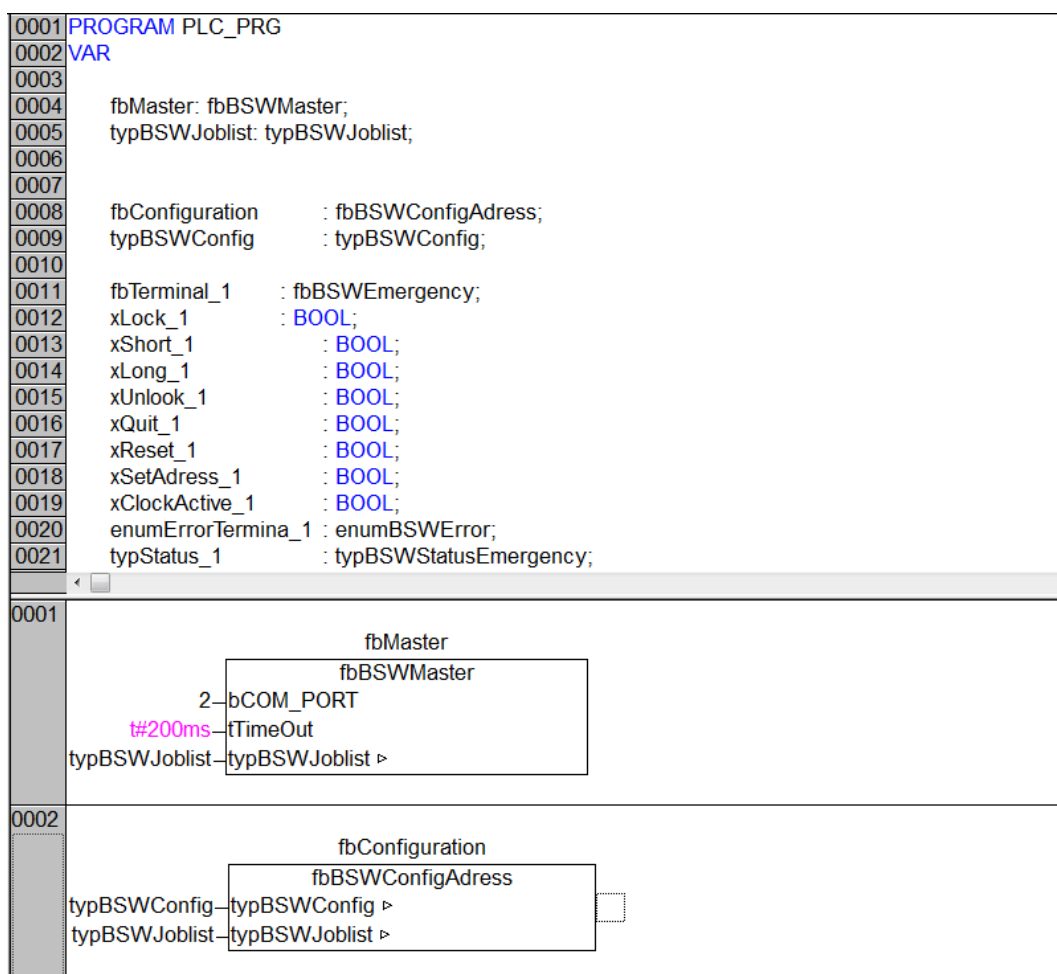 0001 PROGRAM PLC_PRG
0002 VAR
0003
0004 fbMaster: fbBSWMaster;
0005 typBSWJoblist: typBSWJoblist;
0006
0007
0008 fbConfiguration : fbBSWConfigAdress;
0009 typBSWConfig : typBSWConfig;
0010
0011 fbTerminal_1 : fbBSWEmergency;
0012 xLock_1 : BOOL;
0013 xShort_1 : BOOL;
0014 xLong_1 : BOOL;
0015 xUnlook_1 : BOOL;
0016 xQuit_1 : BOOL;
0017 xReset_1 : BOOL;
0018 xSetAdress_1 : BOOL;
0019 xClockActive_1 : BOOL;
0020 enumErrorTermina_1 : enumBSWError;
0021 typStatus_1 : typBSWStatusEmergency;
0001
fbMaster
fbBSWMaster
2 bCOM_PORT
t#200ms tTimeOut
typBSWJoblist typBSWJoblist
0002
fbConfiguration
fbBSWConfigAdress
typBSWConfig typBSWConfig
typBSWJoblist typBSWJoblist